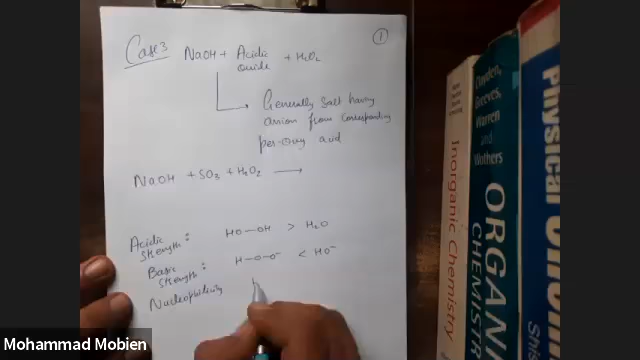 ①
Case 3 NaOH + Acidic oxide + H₂O₂
Generally salt having
anion from corresponding
per-oxy acid
NaOH + SO₃ + H₂O₂ ⟶
Acidic strength: HO—OH > H₂O
Basic strength: H—O—O⁻ < HO⁻
Nucleophilicity
Inorganic Chemistry
Clayden,
Greeves,
Warren
and
Wothers
ORGANIC
CHEMISTRY
Physical
Mohammad Mobien